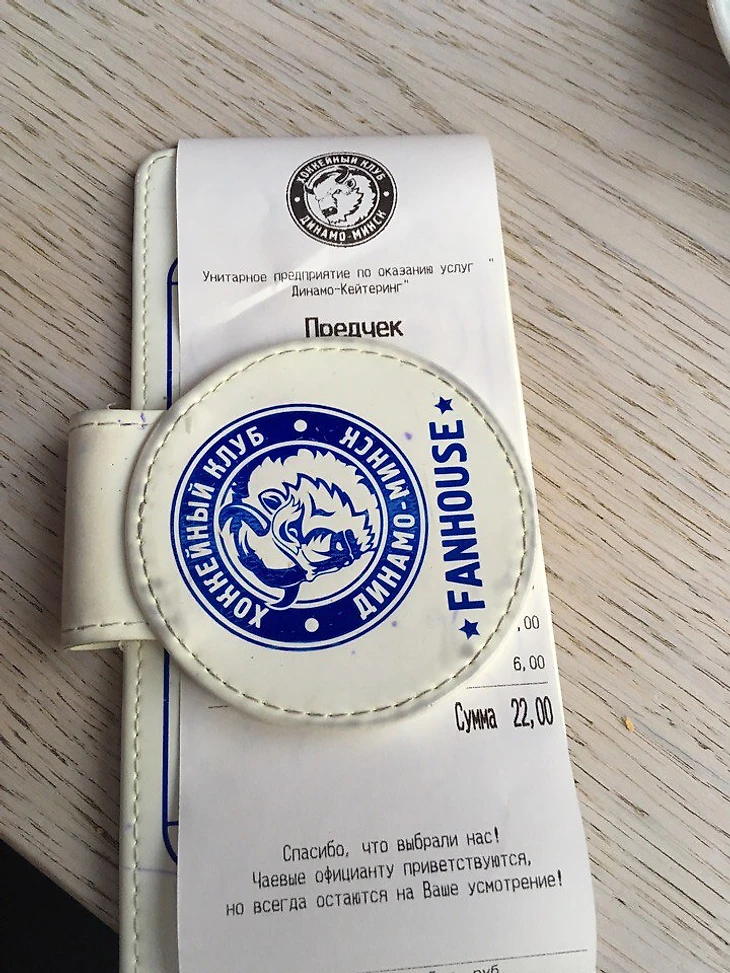 ХОККЕЙНЫЙ КЛУБ
ДИНАМО-МИНСК
Унитарное предприятие по оказанию услуг "
Динамо-Кейтеринг"
Предчек
ХОККЕЙНЫЙ КЛУБ
ДИНАМО-МИНСК
FANHOUSE
,00
6,00
Сумма 22,00
Спасибо, что выбрали нас!
Чаевые официанту приветствуются,
но всегда остаются на Ваше усмотрение!
руб